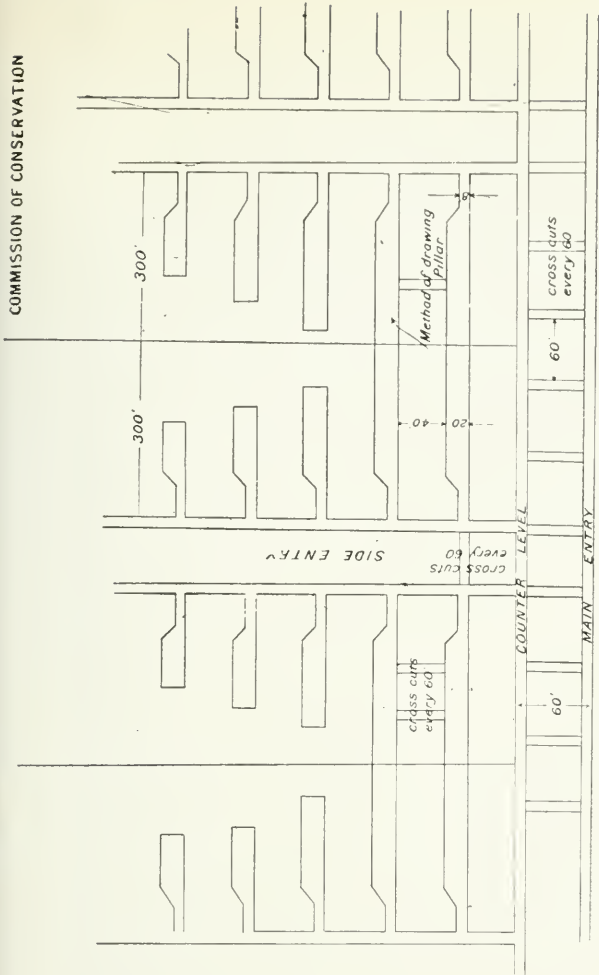 COMMISSION OF CONSERVATION
300'
300'
Method of drawing
Pillar
8
40
20
SIDE ENTRY
cross cuts
every 60
cross cuts
every 60'
cross cuts
every 60
60'
60'
COUNTER LEVEL
MAIN ENTRY